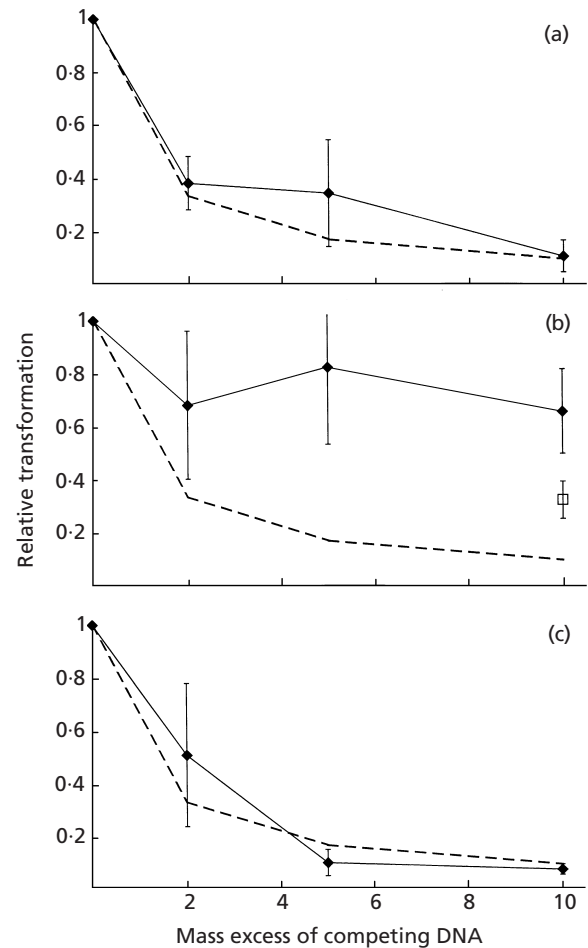 1
(a)
0·8
0·6
0·4
0·2
1
(b)
0·8
0·6
0·4
0·2
Relative transformation
1
(c)
0·8
0·6
0·4
0·2
2 4 6 8 10
Mass excess of competing DNA